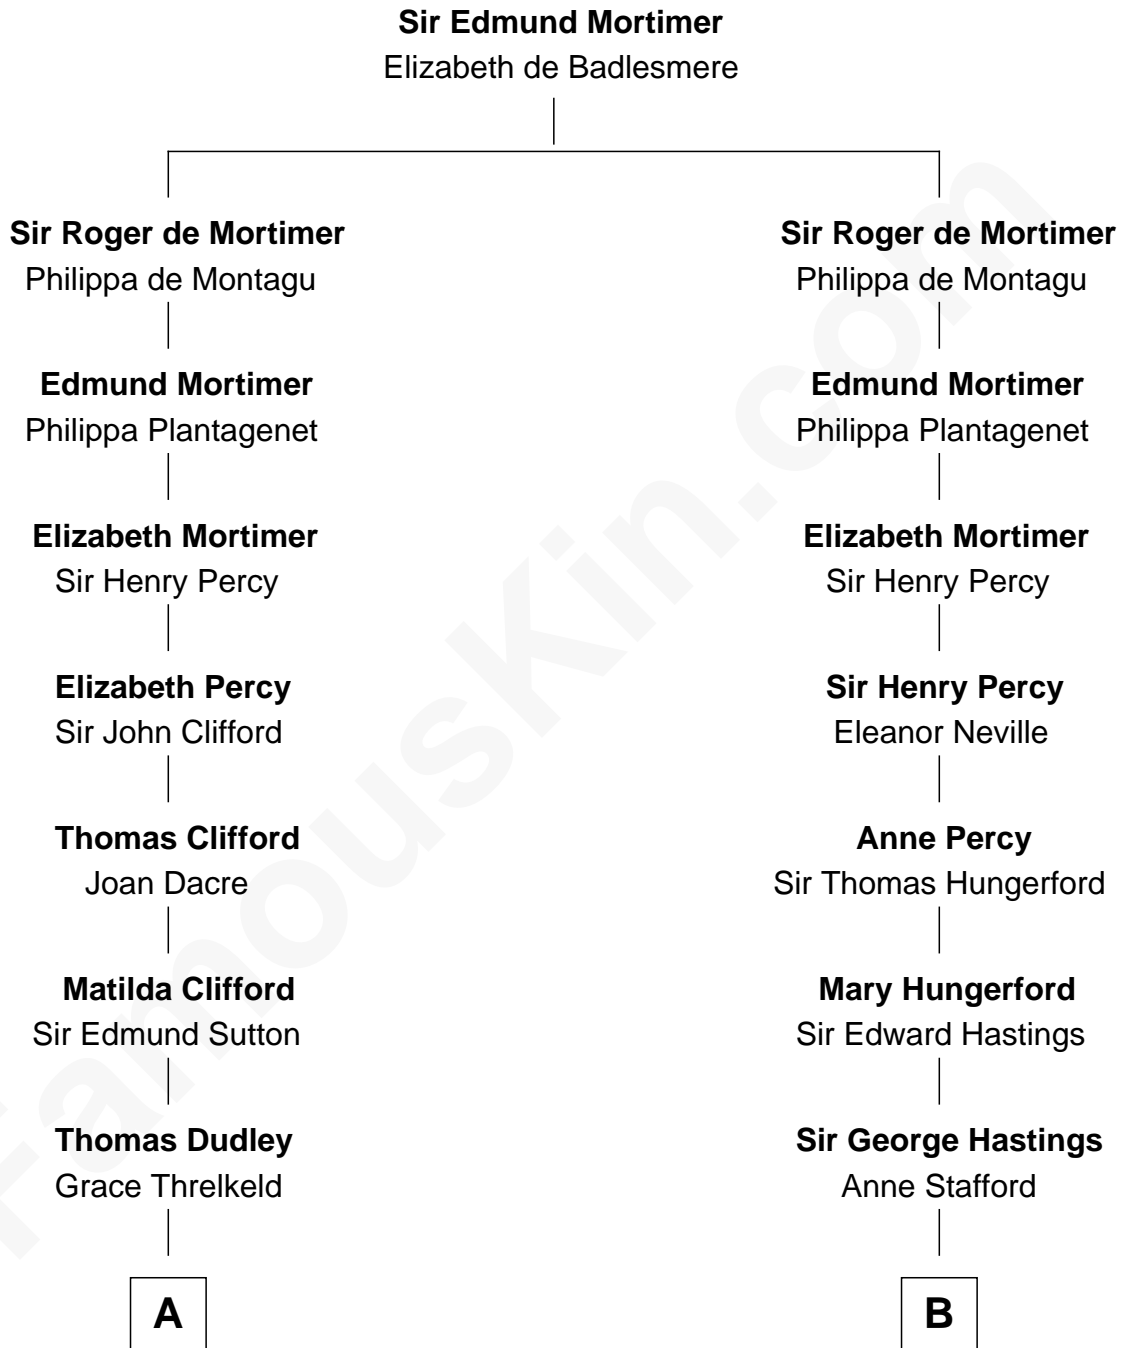 Sir Edmund Mortimer
Elizabeth de Badlesmere
Sir Roger de Mortimer
Philippa de Montagu
Sir Roger de Mortimer
Philippa de Montagu
Edmund Mortimer
Philippa Plantagenet
Edmund Mortimer
Philippa Plantagenet
Elizabeth Mortimer
Sir Henry Percy
Elizabeth Mortimer
Sir Henry Percy
Elizabeth Percy
Sir John Clifford
Sir Henry Percy
Eleanor Neville
Thomas Clifford
Joan Dacre
Anne Percy
Sir Thomas Hungerford
Matilda Clifford
Sir Edmund Sutton
Mary Hungerford
Sir Edward Hastings
Thomas Dudley
Grace Threlkeld
Sir George Hastings
Anne Stafford
A
B
FamousKin.com